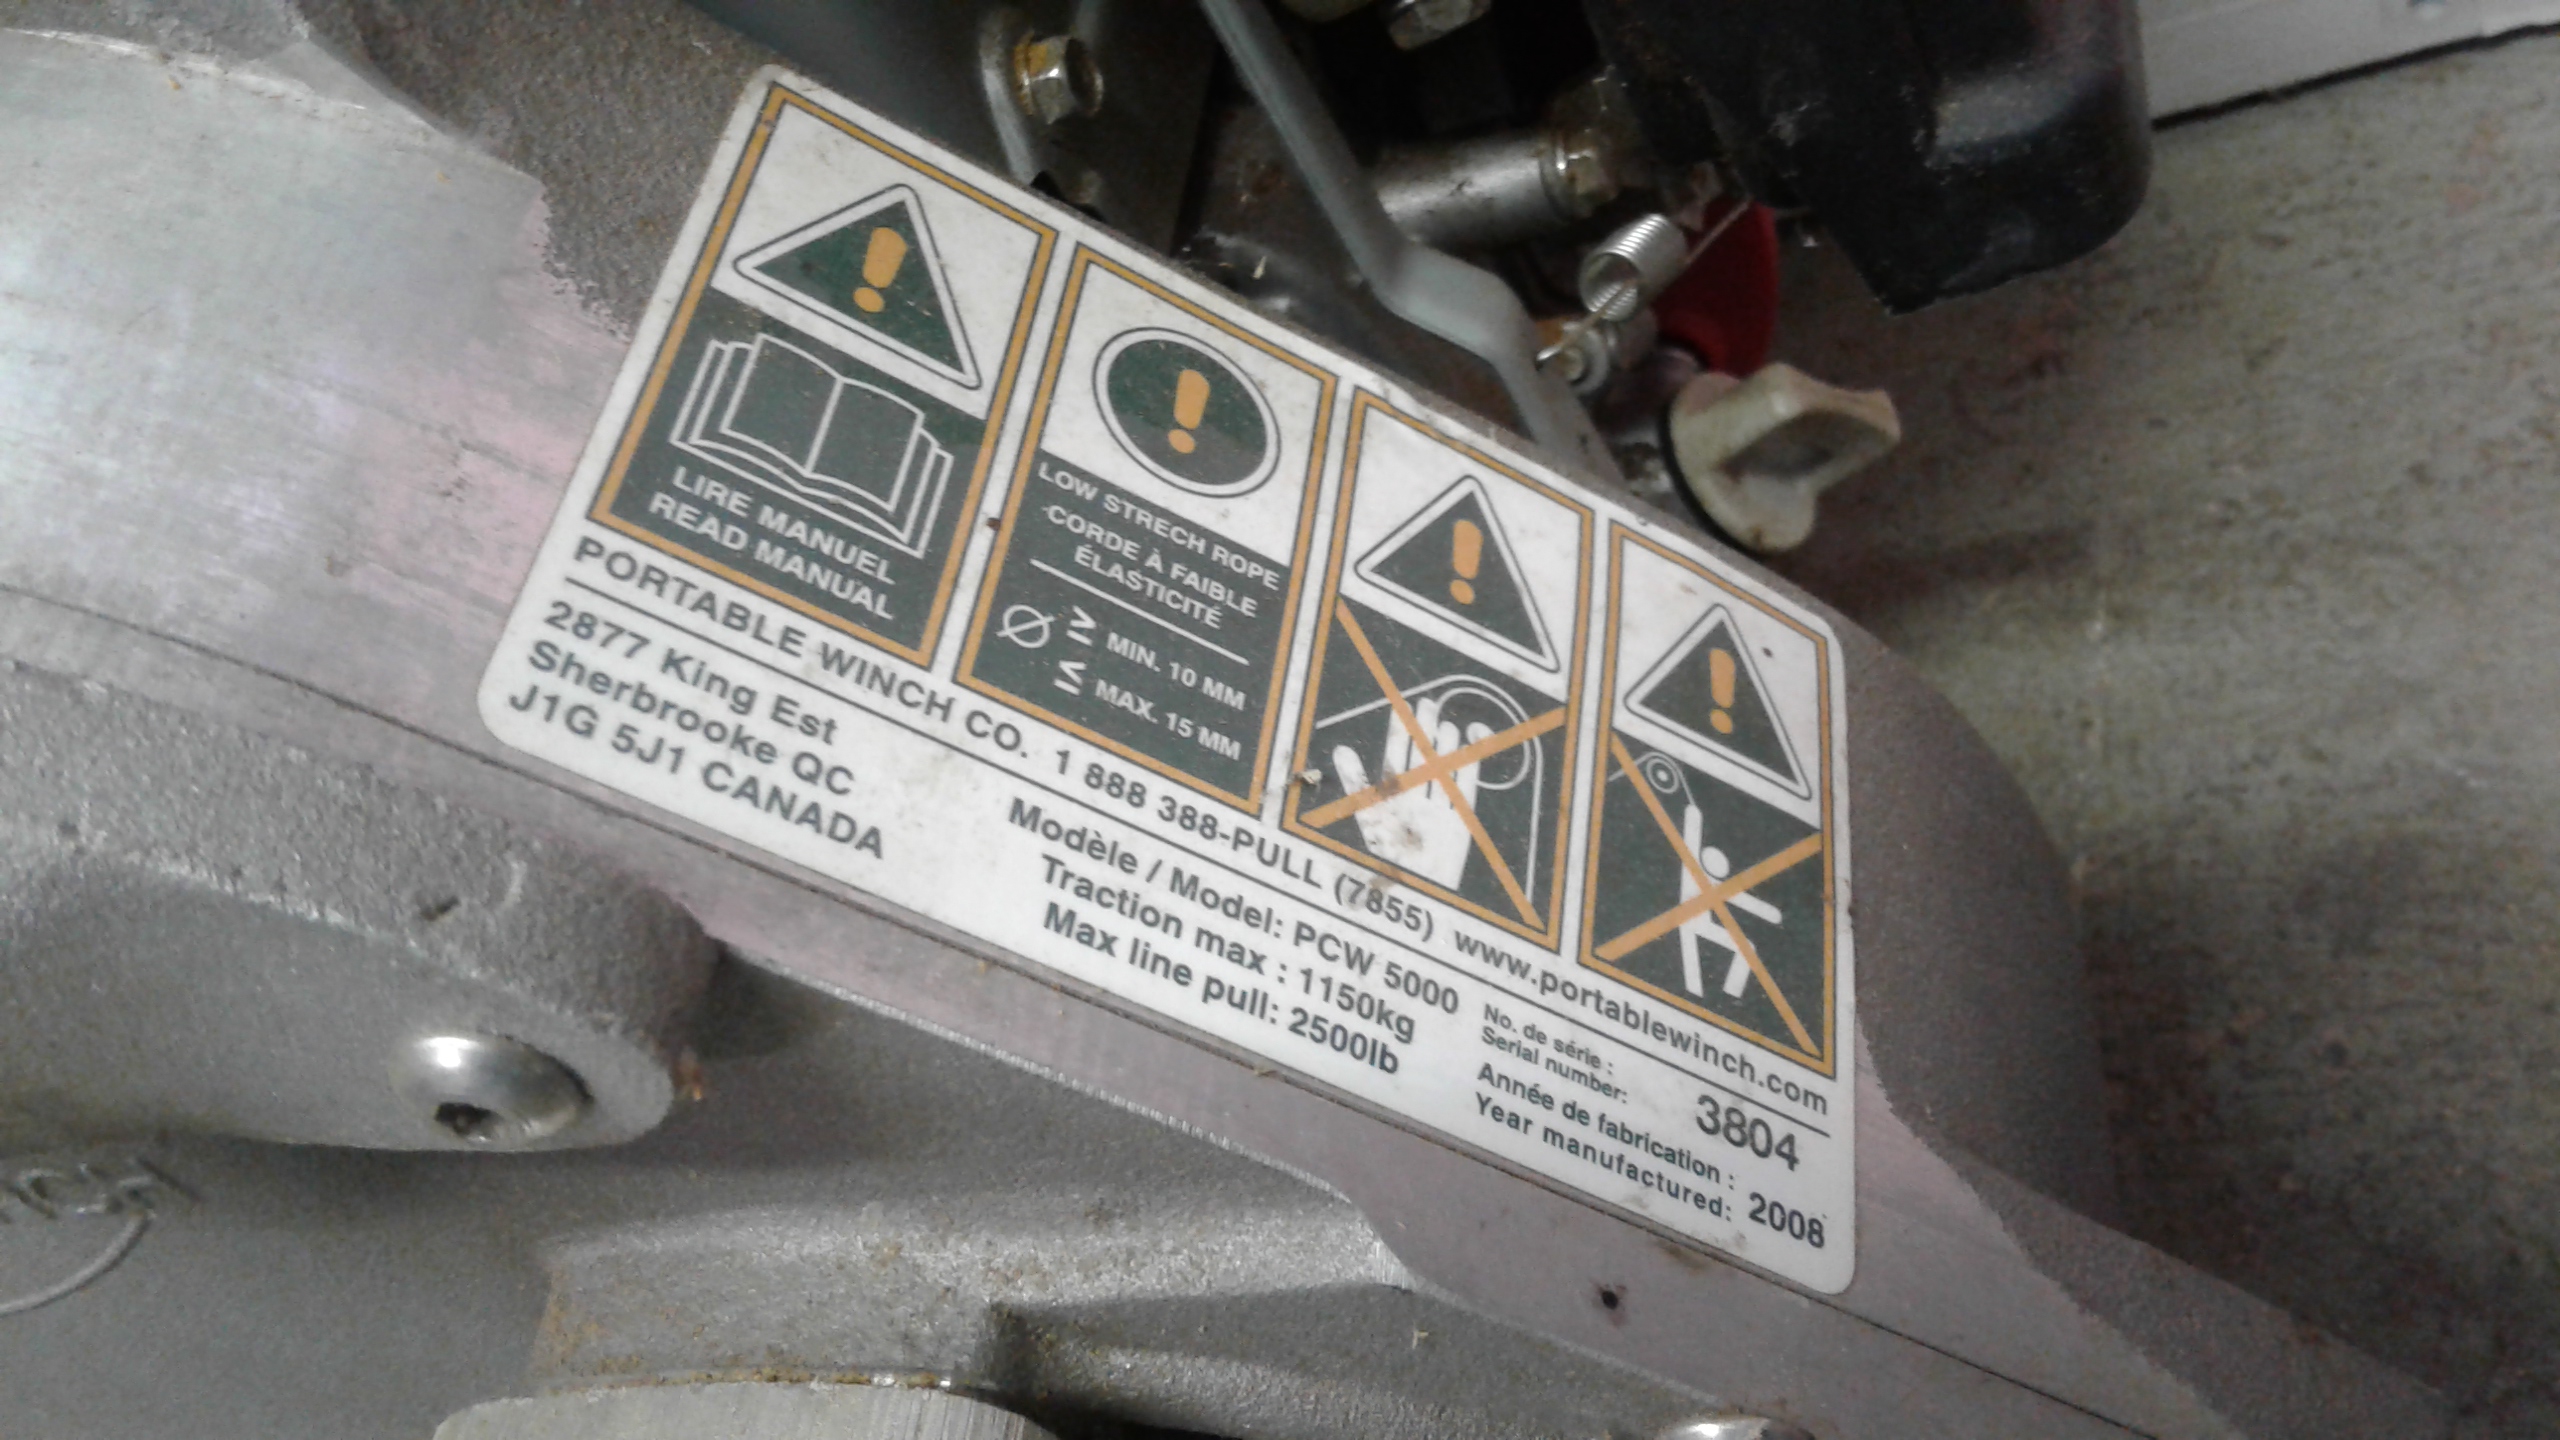 LIRE MANUEL
READ MANUAL
LOW STRECH ROPE
CORDE À FAIBLE
ÉLASTICITÉ
Ø ≥ MIN. 10 MM
≤ MAX. 15 MM
PORTABLE WINCH CO. 1 888 388-PULL (7855) www.portablewinch.com
2877 King Est
Sherbrooke QC
J1G 5J1 CANADA
Modèle / Model: PCW 5000
Traction max : 1150kg
Max line pull: 2500lb
No. de série :
Serial number: 3804
Année de fabrication :
Year manufactured: 2008